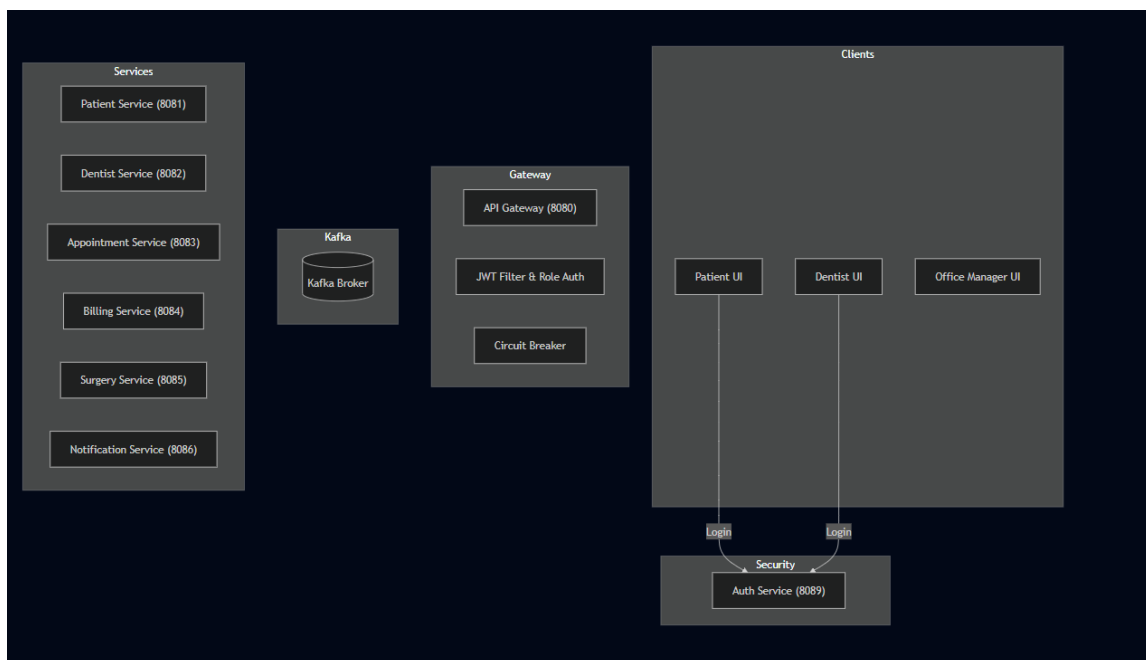 Services
Patient Service (8081)
Dentist Service (8082)
Appointment Service (8083)
Billing Service (8084)
Surgery Service (8085)
Notification Service (8086)
Kafka
Kafka Broker
Gateway
API Gateway (8080)
JWT Filter & Role Auth
Circuit Breaker
Clients
Patient UI
Dentist UI
Office Manager UI
Login
Login
Security
Auth Service (8089)